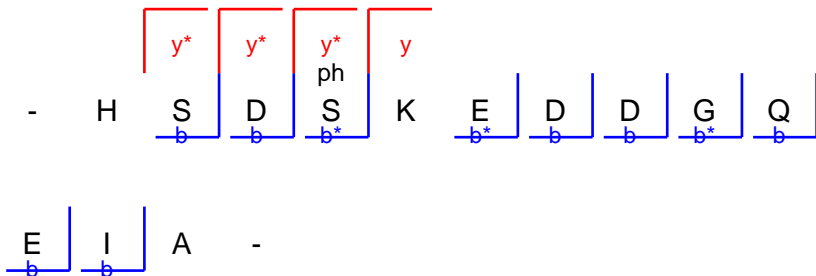 y* y* y* y
ph
- H S D S K E D D G Q
b b b* b* b b b* b
E I A -
b b